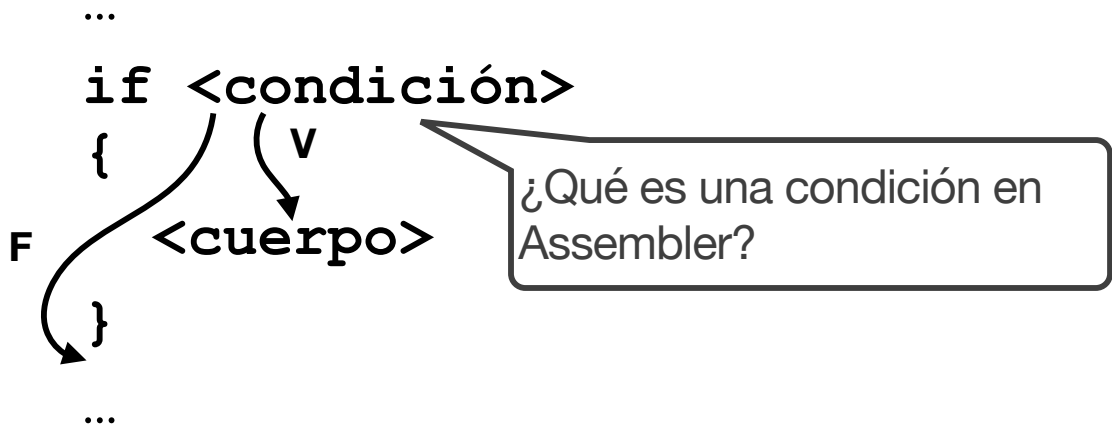 ...
if <condición>
{
V
¿Qué es una condición en
Assembler?
F
<cuerpo>
}
...